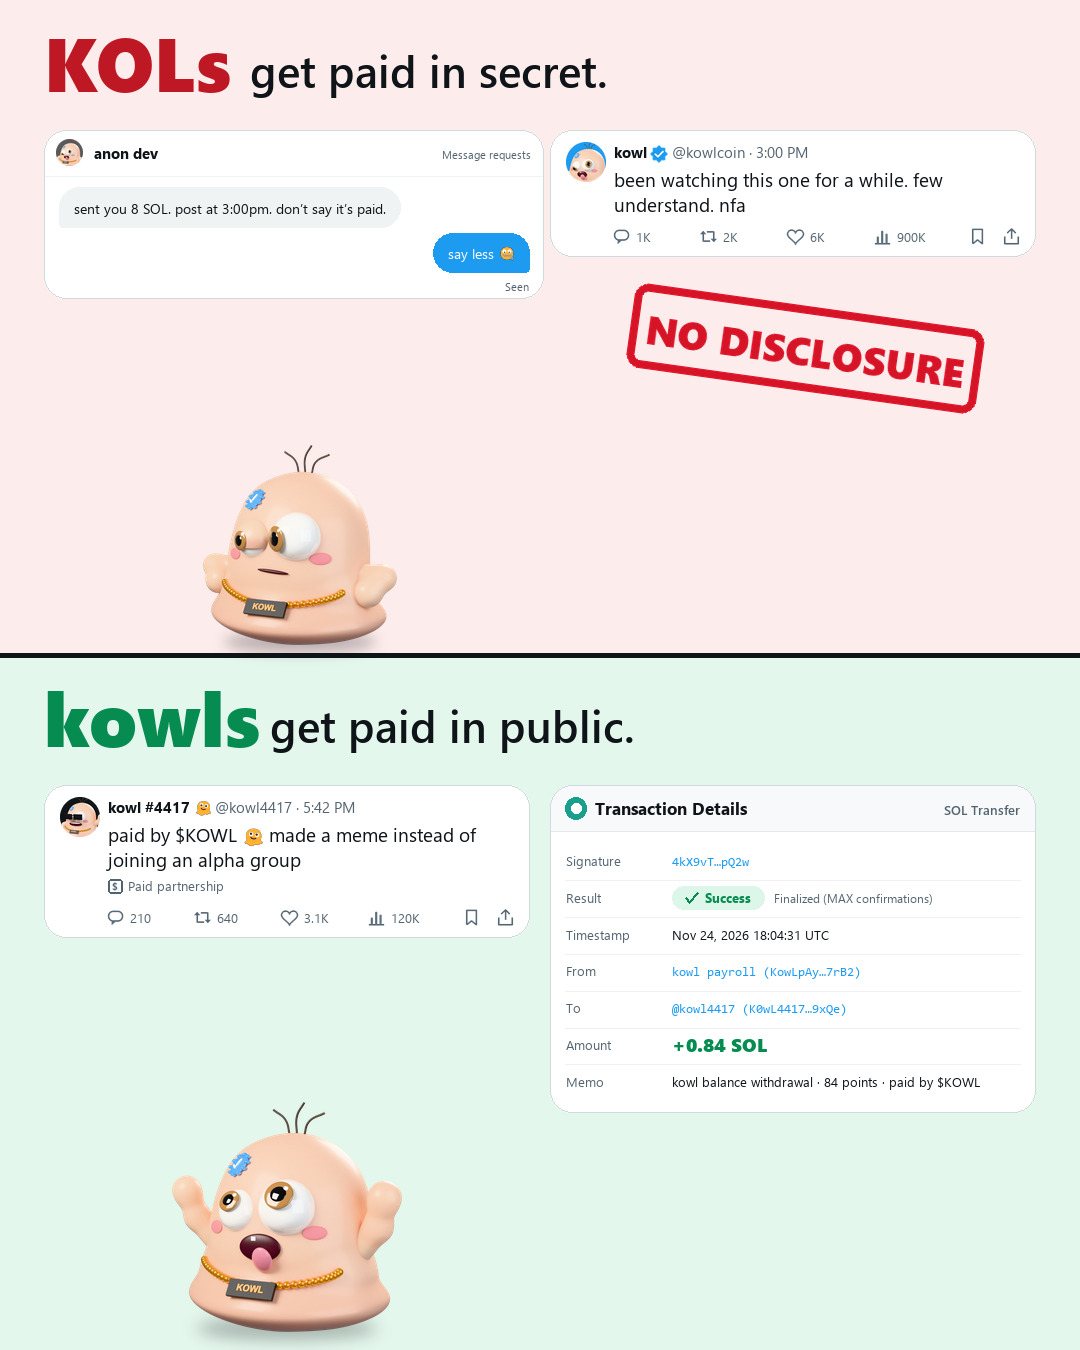 KOLs get paid in secret.
anon dev
Message requests
sent you 8 SOL. post at 3:00pm. don't say it's paid.
say less
Seen
kowl @kowlcoin · 3:00 PM
been watching this one for a while. few
understand. nfa
1K 2K 6K 900K
NO DISCLOSURE
KOWL
kowls get paid in public.
kowl #4417 @kowl4417 · 5:42 PM
paid by $KOWL made a meme instead of
joining an alpha group
$ Paid partnership
210 640 3.1K 120K
Transaction Details SOL Transfer
Signature 4kX9vT…pQ2w
Result Success Finalized (MAX confirmations)
Timestamp Nov 24, 2026 18:04:31 UTC
From kowl payroll (KowLpAy…7rB2)
To @kowl4417 (K0wL4417…9xQe)
Amount +0.84 SOL
Memo kowl balance withdrawal · 84 points · paid by $KOWL
KOWL